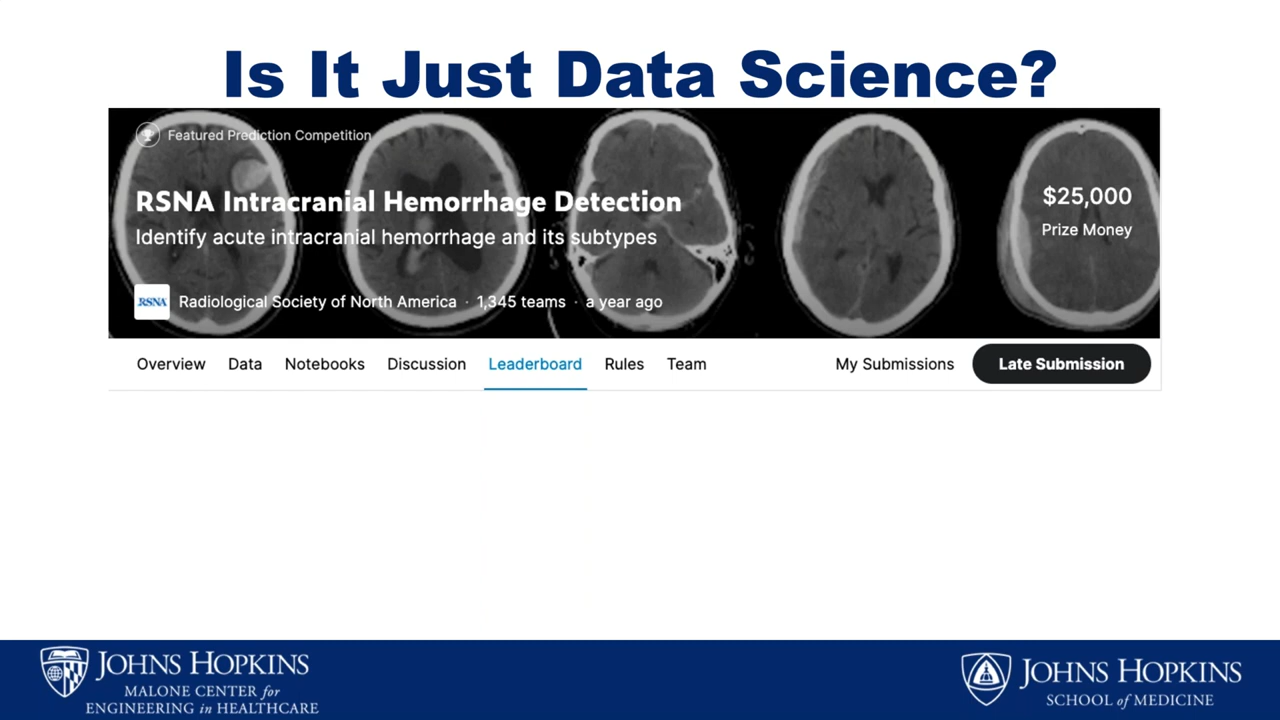 Is It Just Data Science?
Featured Prediction Competition
RSNA Intracranial Hemorrhage Detection
Identify acute intracranial hemorrhage and its subtypes
$25,000
Prize Money
RSNA
Radiological Society of North America · 1,345 teams · a year ago
Overview Data Notebooks Discussion Leaderboard Rules Team My Submissions Late Submission
JOHNS HOPKINS
MALONE CENTER for
ENGINEERING in HEALTHCARE
JOHNS HOPKINS
SCHOOL of MEDICINE